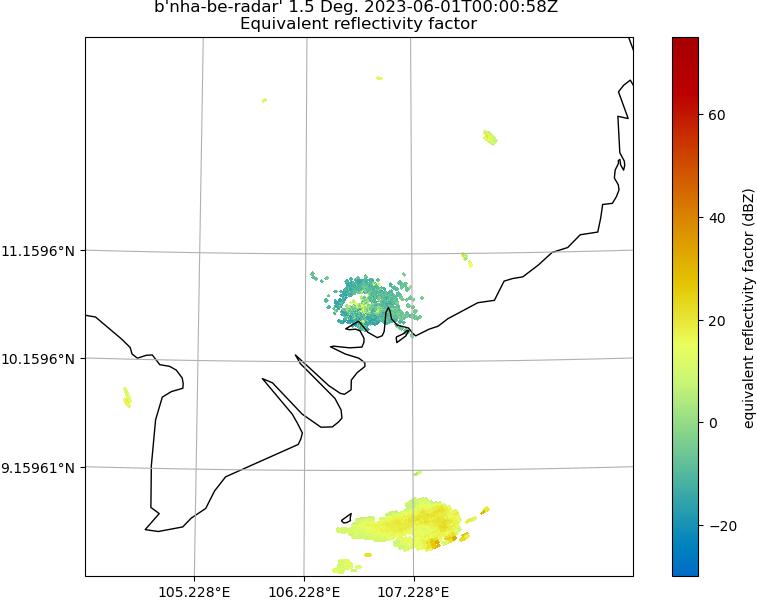 b'nha-be-radar' 1.5 Deg. 2023-06-01T00:00:58Z
Equivalent reflectivity factor
11.1596°N
10.1596°N
9.15961°N
105.228°E
106.228°E
107.228°E
60
40
20
0
−20
equivalent reflectivity factor (dBZ)